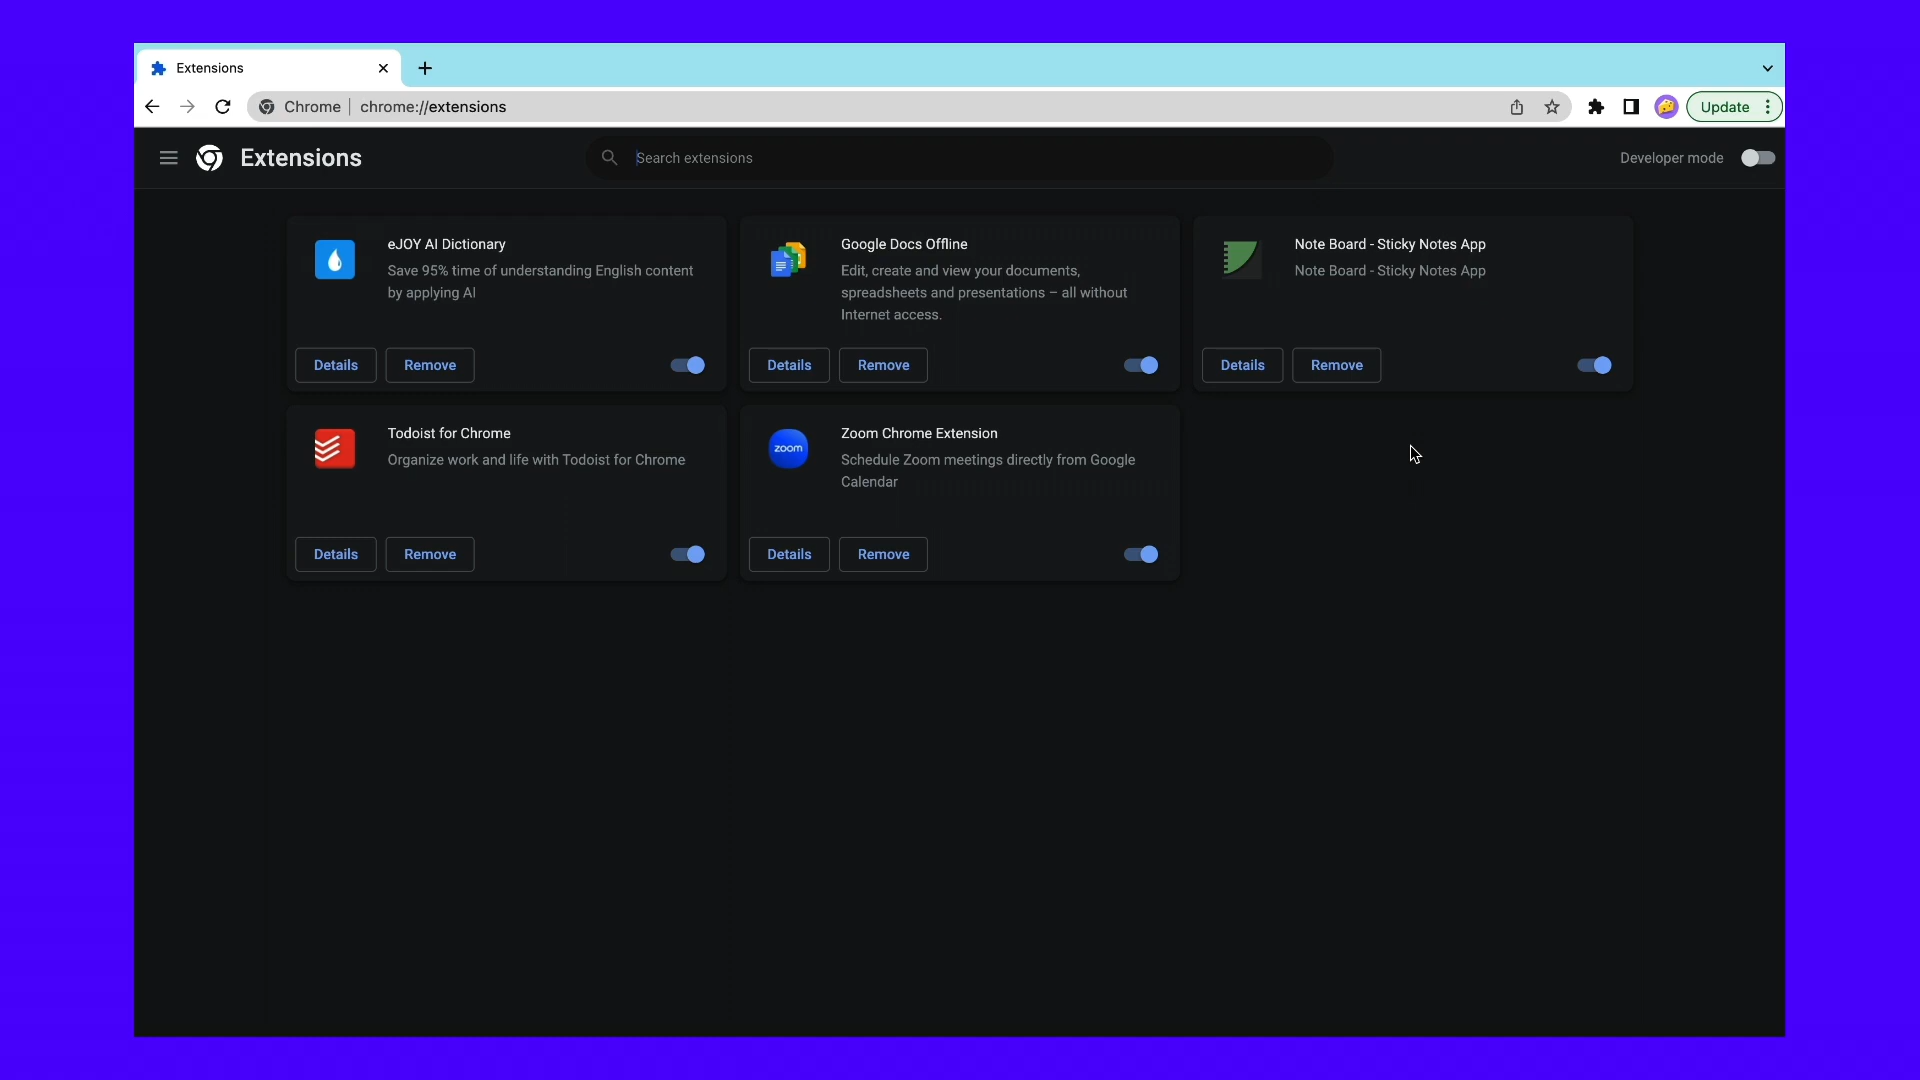 Extensions
Chrome | chrome://extensions
Update
Extensions
Search extensions
Developer mode
eJOY AI Dictionary
Save 95% time of understanding English content
by applying AI
Details
Remove
Google Docs Offline
Edit, create and view your documents,
spreadsheets and presentations – all without
Internet access.
Details
Remove
Note Board - Sticky Notes App
Note Board - Sticky Notes App
Details
Remove
Todoist for Chrome
Organize work and life with Todoist for Chrome
Details
Remove
zoom
Zoom Chrome Extension
Schedule Zoom meetings directly from Google
Calendar
Details
Remove